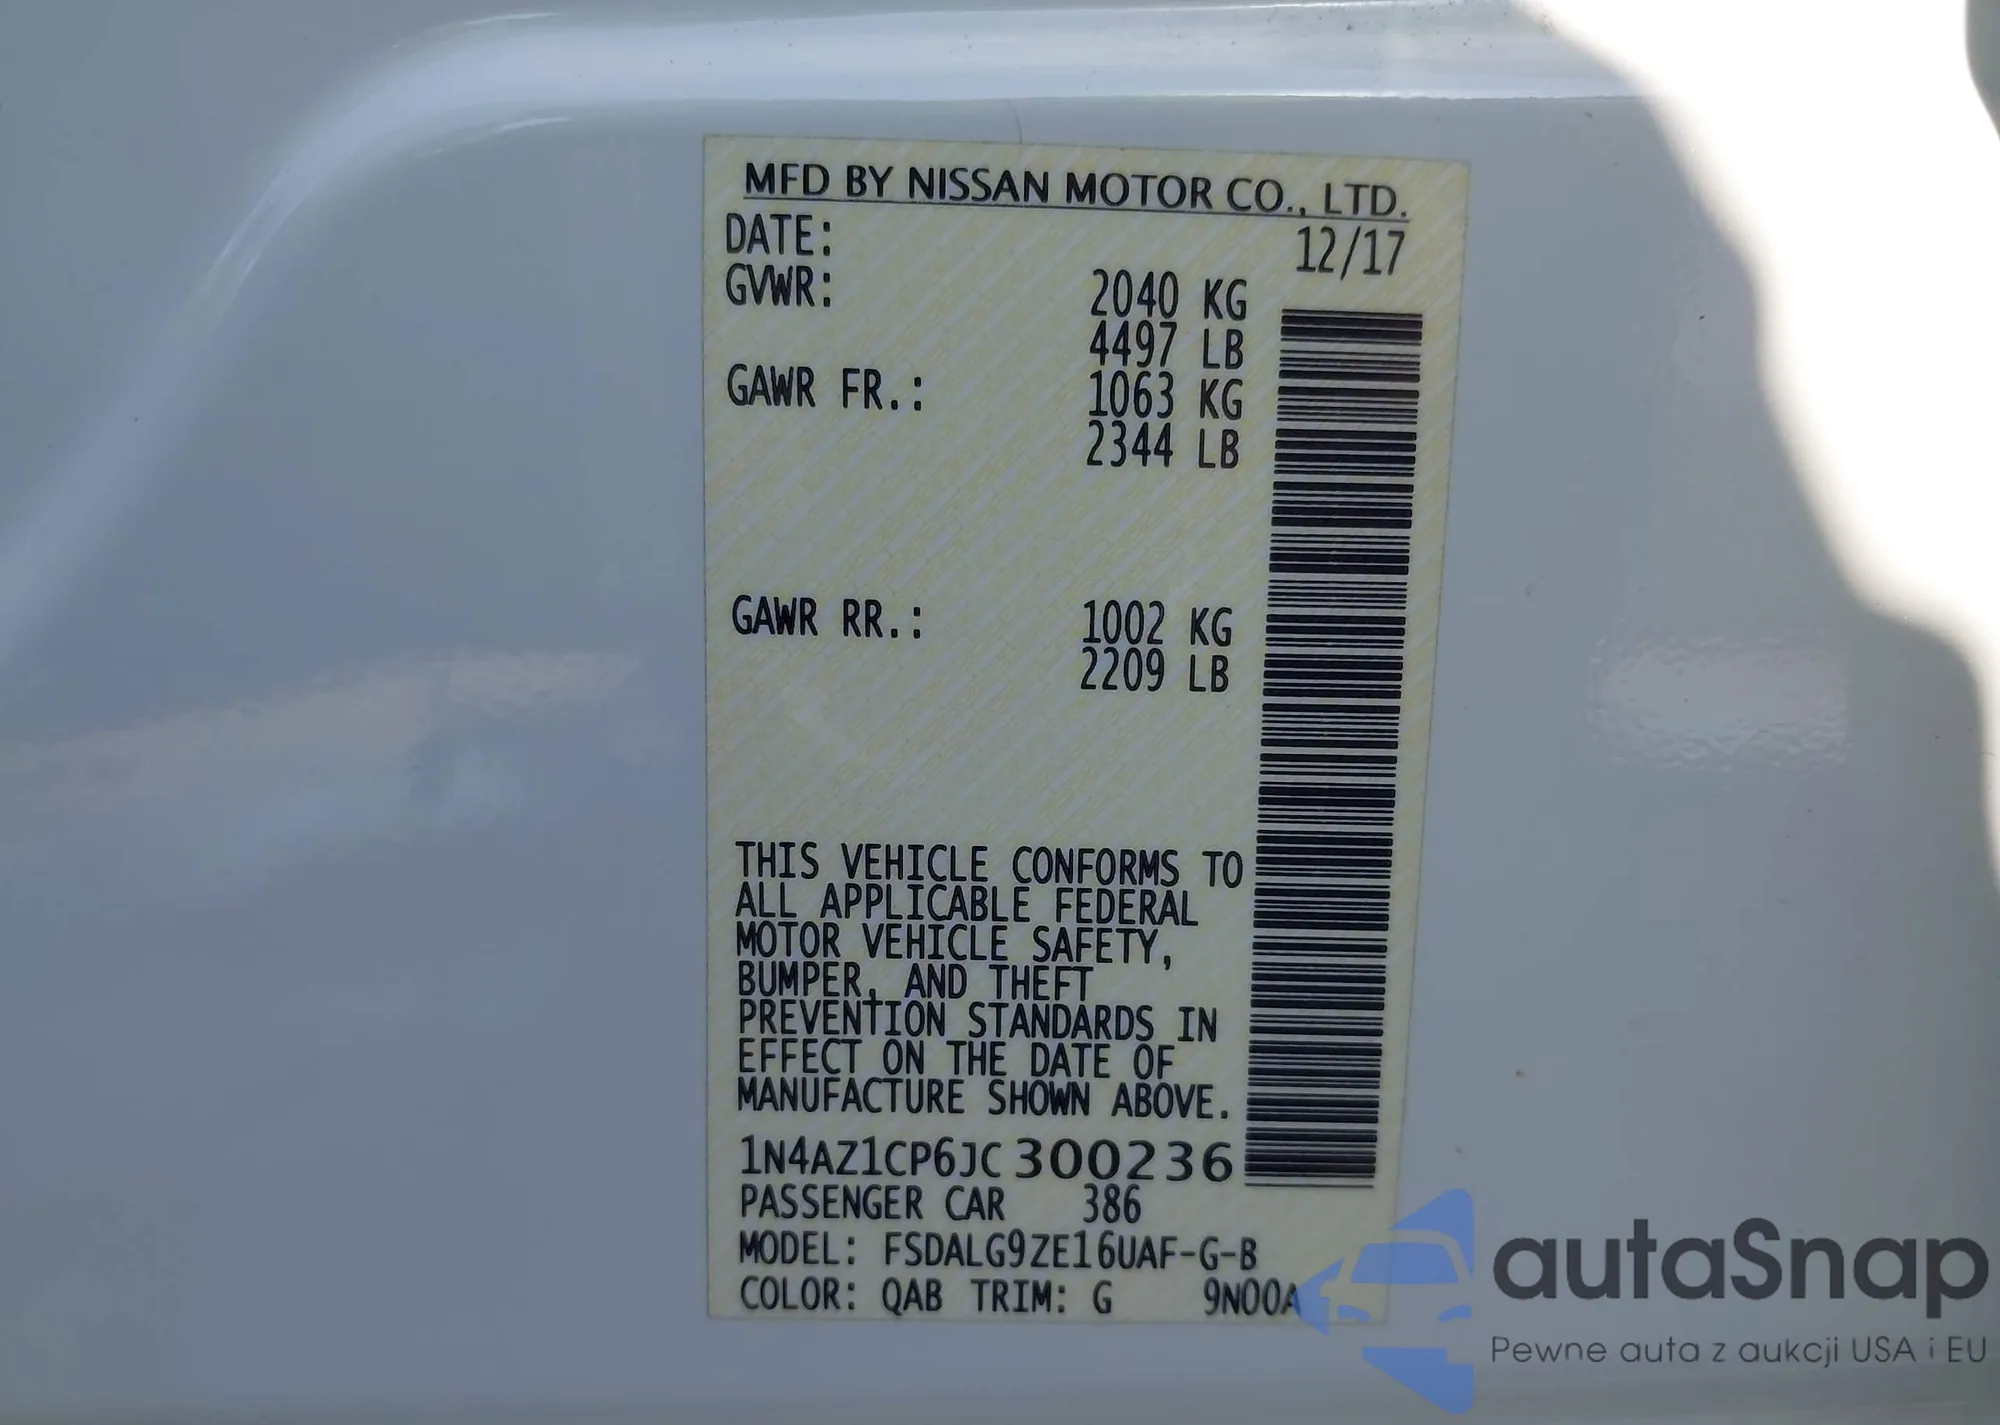 MFD BY NISSAN MOTOR CO., LTD.
DATE: 12/17
GVWR: 2040 KG
4497 LB
GAWR FR.: 1063 KG
2344 LB
GAWR RR.: 1002 KG
2209 LB
THIS VEHICLE CONFORMS TO
ALL APPLICABLE FEDERAL
MOTOR VEHICLE SAFETY,
BUMPER, AND THEFT
PREVENTION STANDARDS IN
EFFECT ON THE DATE OF
MANUFACTURE SHOWN ABOVE.
1N4AZ1CP6JC300236
PASSENGER CAR 386
MODEL: FSDALG9ZE16UAF-G-B
COLOR: QAB TRIM: G 9N00A
autoSnap
Pewne auta z aukcji USA i EU